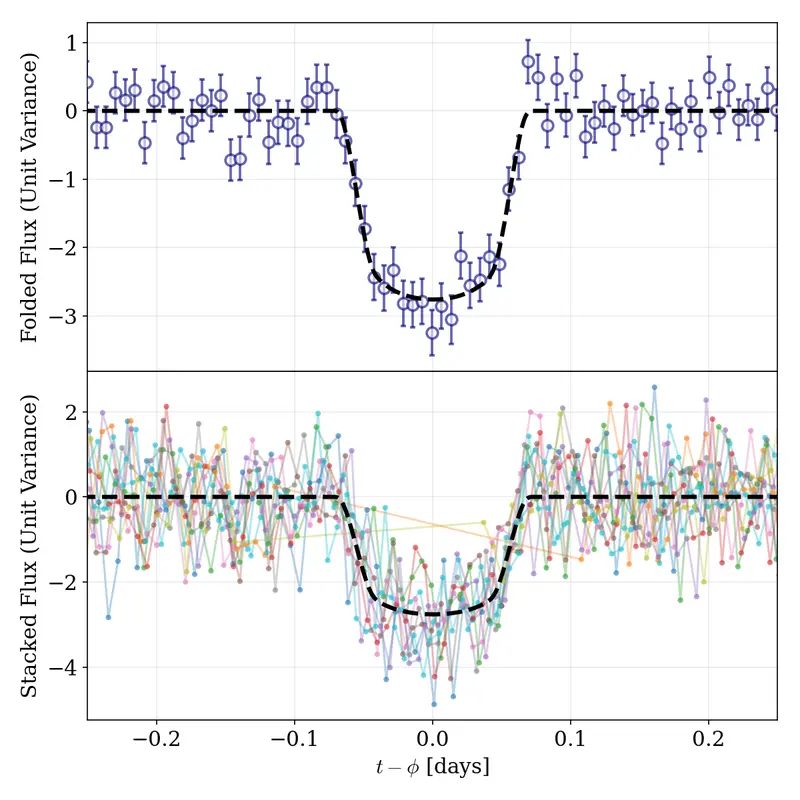 Folded Flux (Unit Variance)
1
0
−1
−2
−3
Stacked Flux (Unit Variance)
2
0
−2
−4
−0.2 −0.1 0.0 0.1 0.2
t − ϕ [days]